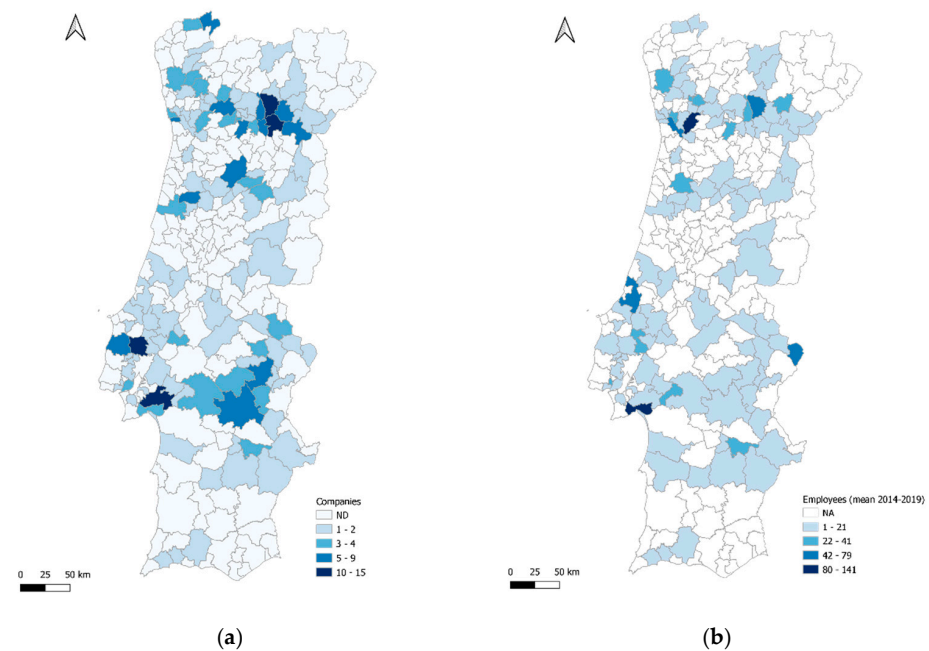 Companies
ND
1 - 2
3 - 4
5 - 9
10 - 15
0 25 50 km
(a)
Employees (mean 2014-2019)
NA
1 - 21
22 - 41
42 - 79
80 - 141
0 25 50 km
(b)